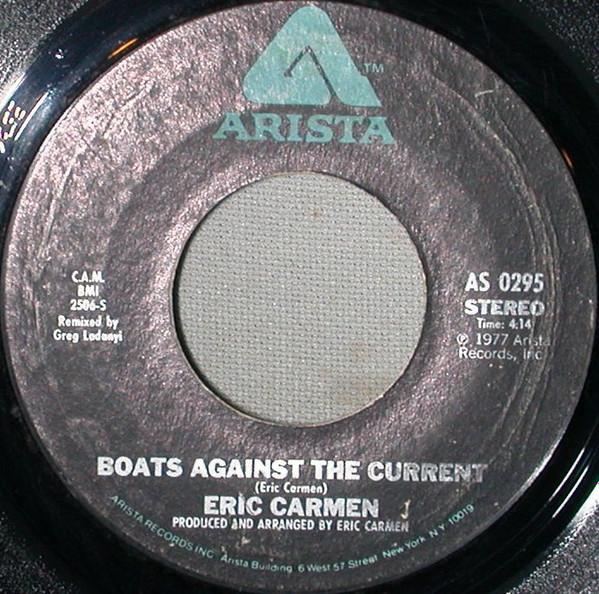 TM
ARISTA
C.A.M.
BMI
2506-S
Remixed by
Greg Ladanyi
AS 0295
STEREO
Time: 4:14
℗ 1977 Arista
Records, Inc.
BOATS AGAINST THE CURRENT
(Eric Carmen)
ERIC CARMEN
PRODUCED AND ARRANGED BY ERIC CARMEN
ARISTA RECORDS INC. Arista Building 6 West 57 Street New York N.Y. 10019